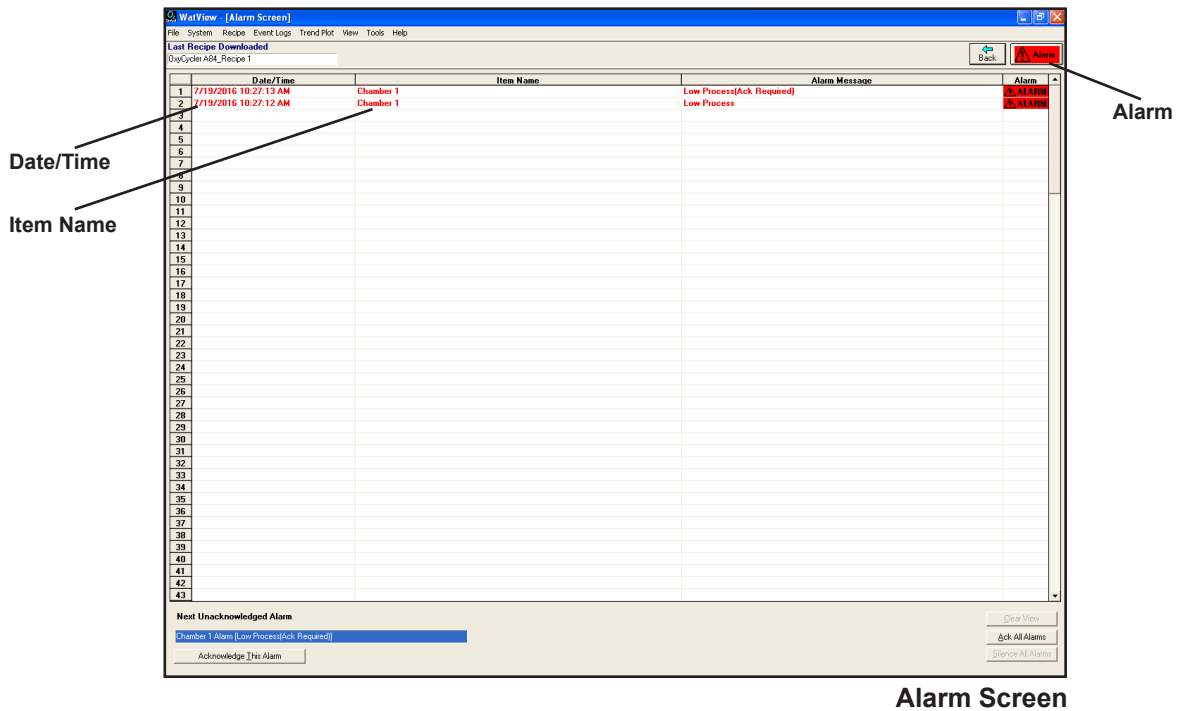 WatView - [Alarm Screen]
File System Recipe Event Logs Trend Plot View Tools Help
Last Recipe Downloaded
OxyCycler A84_Recipe 1
Back
Alarm
Date/Time Item Name Alarm Message Alarm
1 7/19/2016 10:27:13 AM Chamber 1 Low Process(Ack Required) ALARM
2 7/19/2016 10:27:12 AM Chamber 1 Low Process ALARM
3
4
5
6
7
8
9
10
11
12
13
14
15
16
17
18
19
20
21
22
23
24
25
26
27
28
29
30
31
32
33
34
35
36
37
38
39
40
41
42
43
Alarm
Date/Time
Item Name
Next Unacknowledged Alarm
Chamber 1 Alarm [Low Process(Ack Required)]
Acknowledge This Alarm
Clear View
Ack All Alarms
Silence All Alarms
Alarm Screen